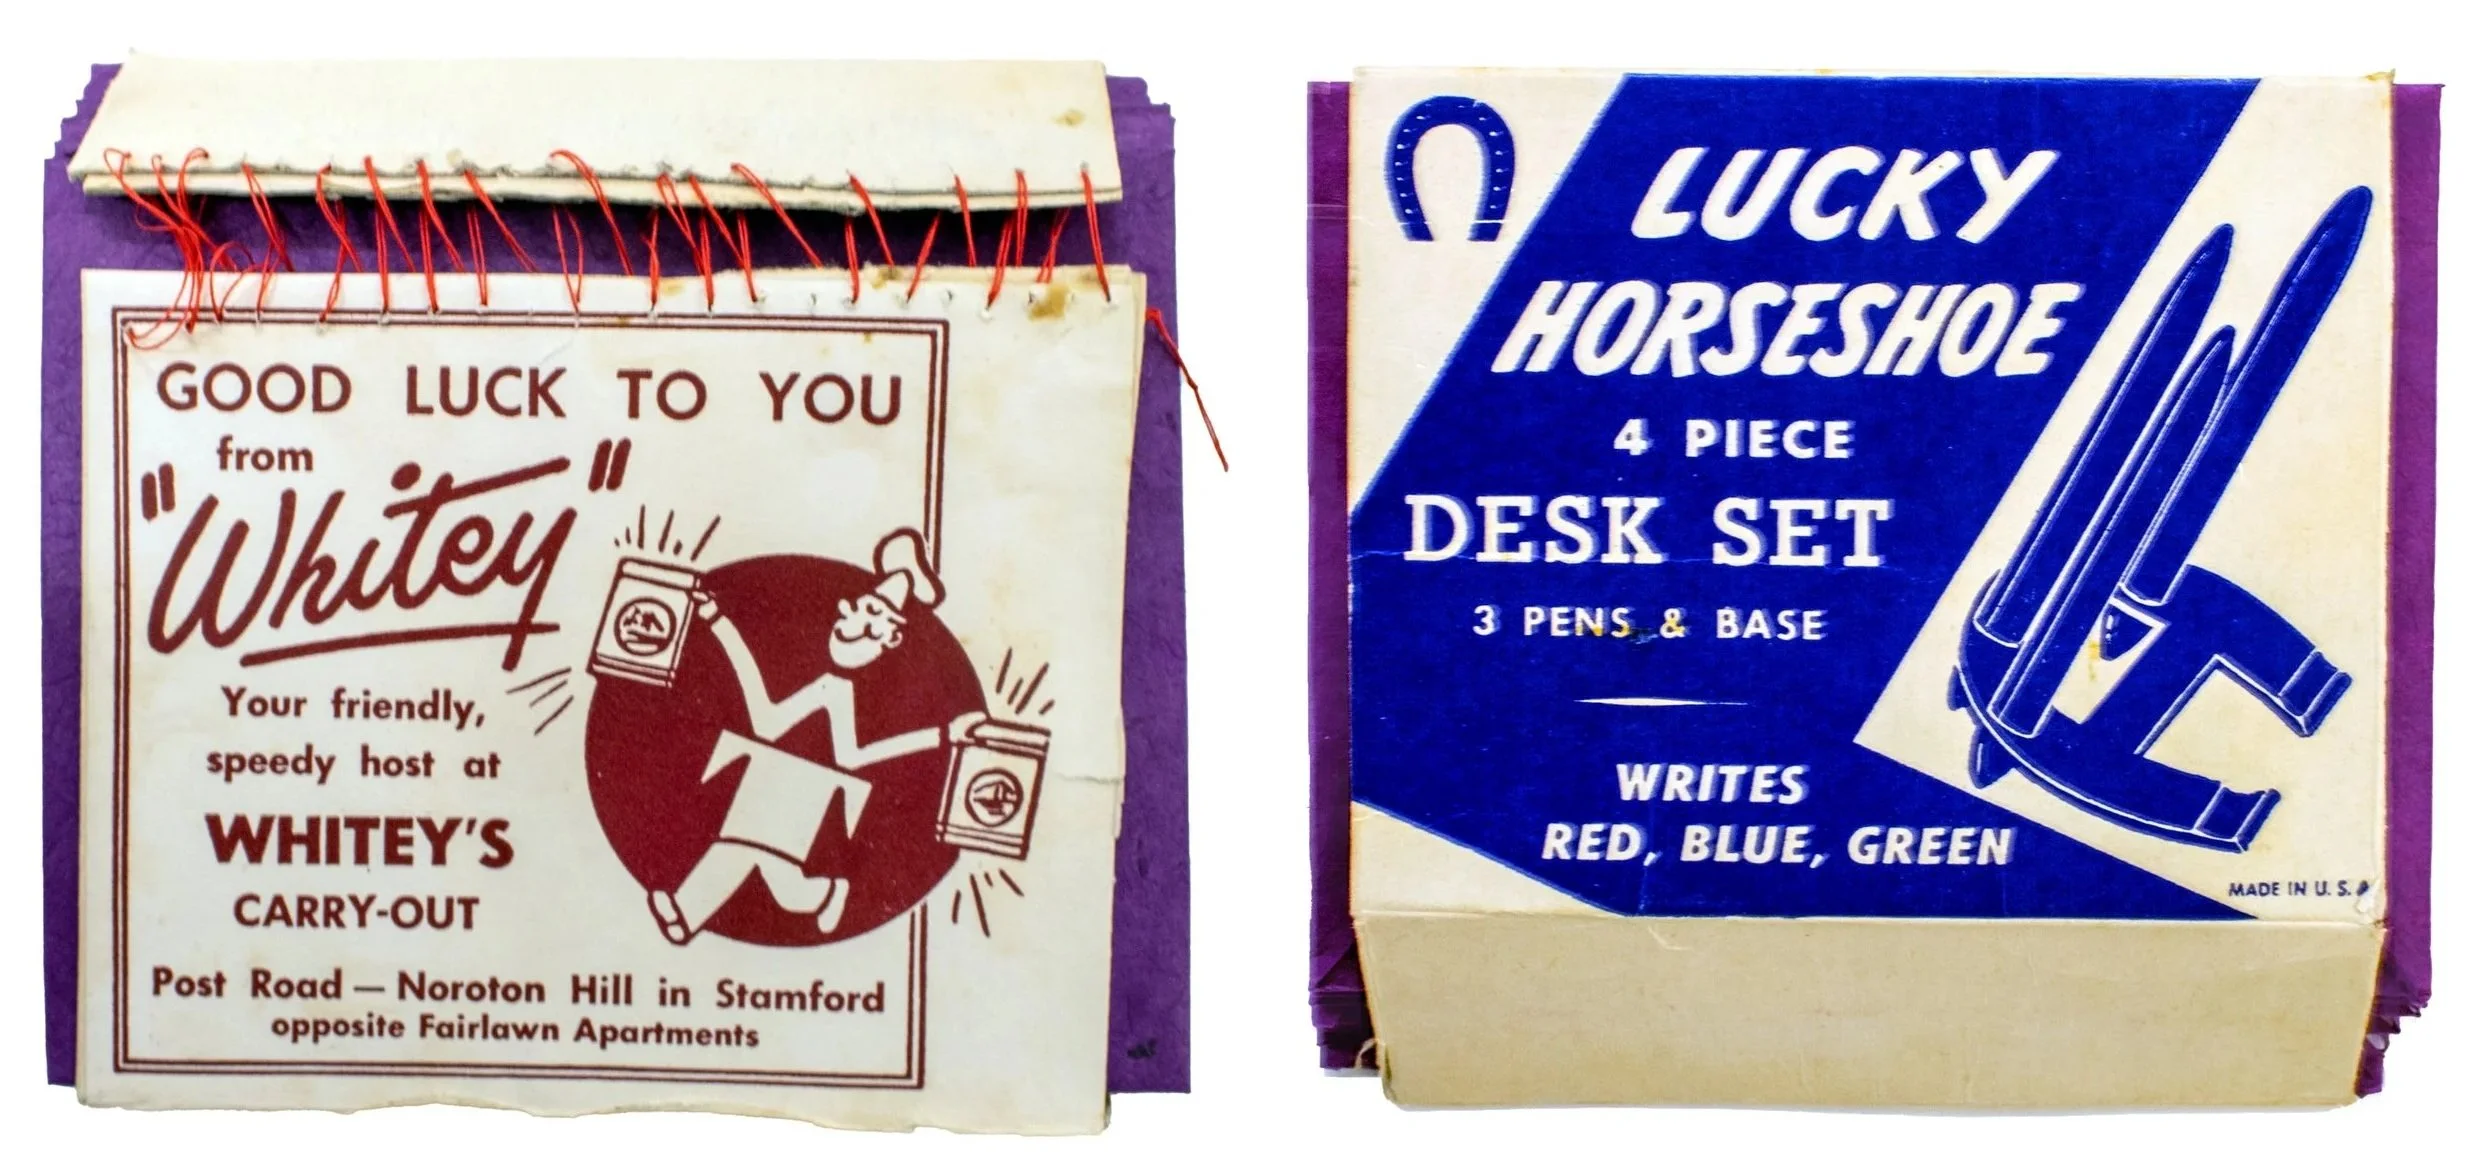 GOOD LUCK TO YOU
from
"Whitey"
Your friendly,
speedy host at
WHITEY'S
CARRY-OUT
Post Road — Noroton Hill in Stamford
opposite Fairlawn Apartments
LUCKY
HORSESHOE
4 PIECE
DESK SET
3 PENS & BASE
WRITES
RED, BLUE, GREEN
MADE IN U. S. A